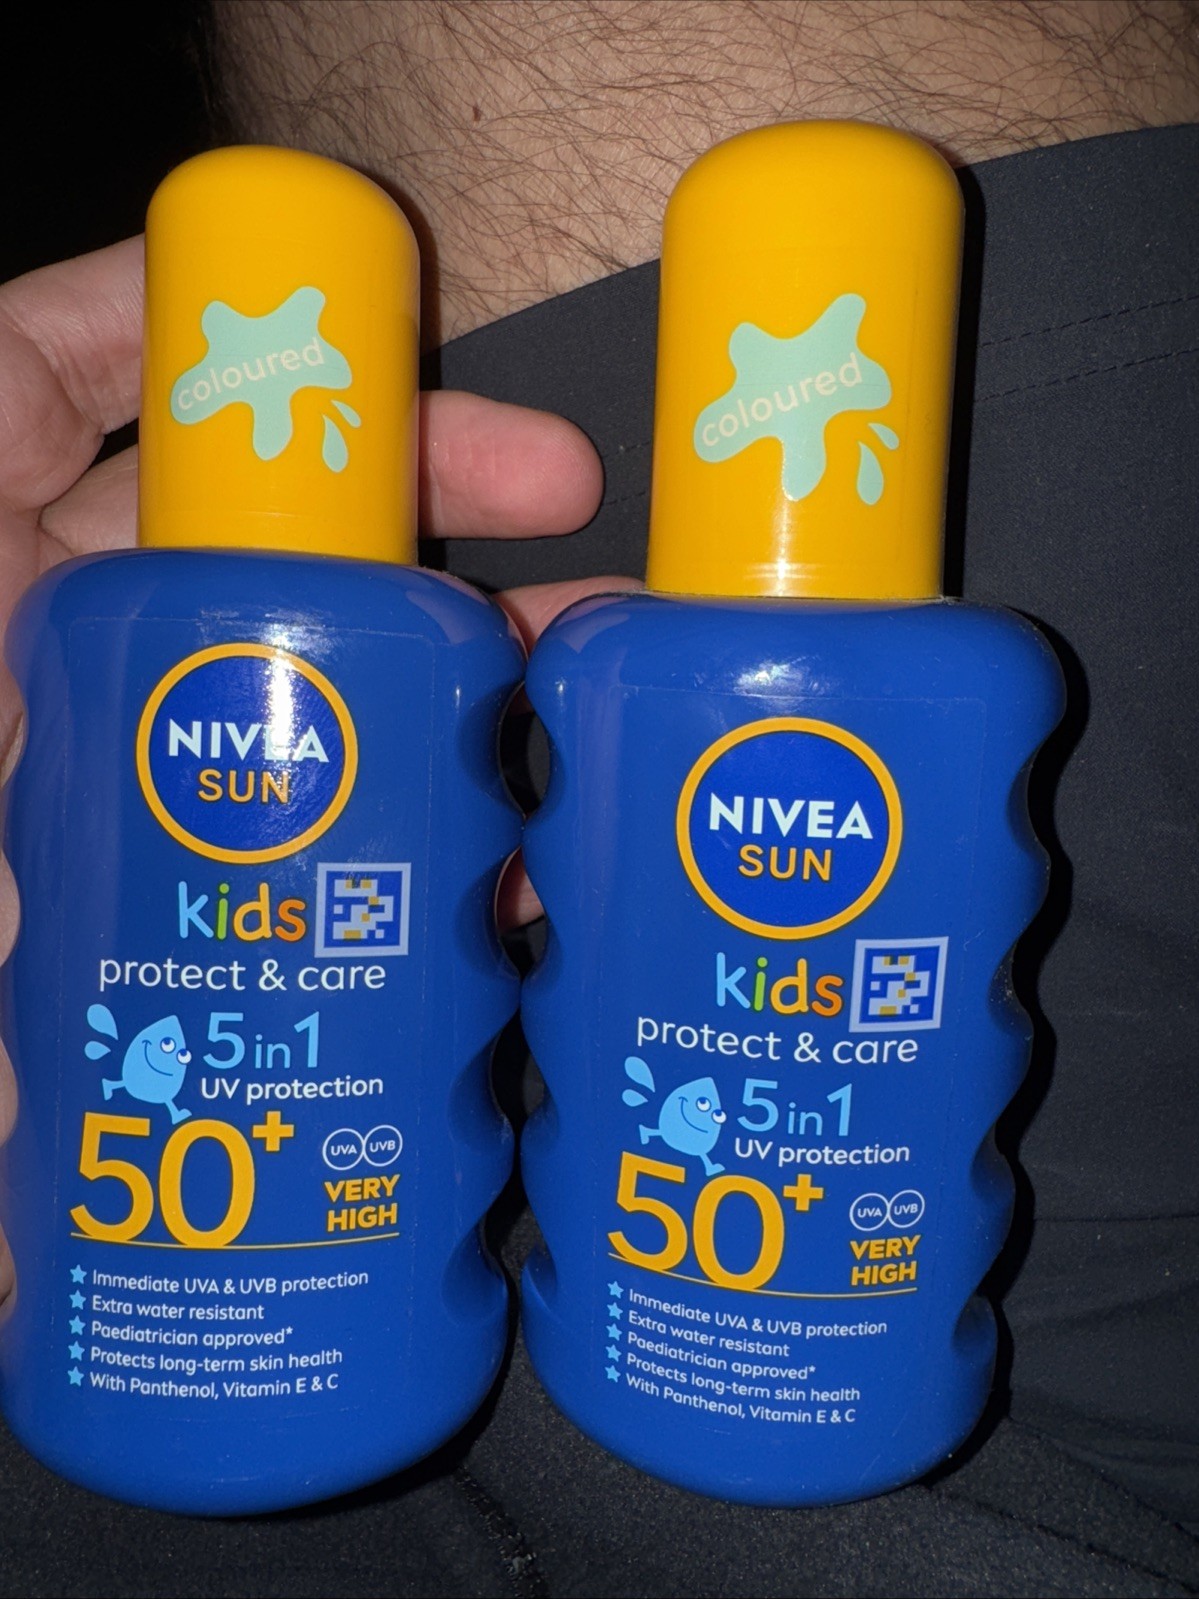 coloured
NIVEA
SUN
kids
protect & care
5 in 1
UV protection
50+
UVA UVB
VERY
HIGH
Immediate UVA & UVB protection
Extra water resistant
Paediatrician approved*
Protects long-term skin health
With Panthenol, Vitamin E & C
coloured
NIVEA
SUN
kids
protect & care
5 in 1
UV protection
50+
UVA UVB
VERY
HIGH
Immediate UVA & UVB protection
Extra water resistant
Paediatrician approved*
Protects long-term skin health
With Panthenol, Vitamin E & C